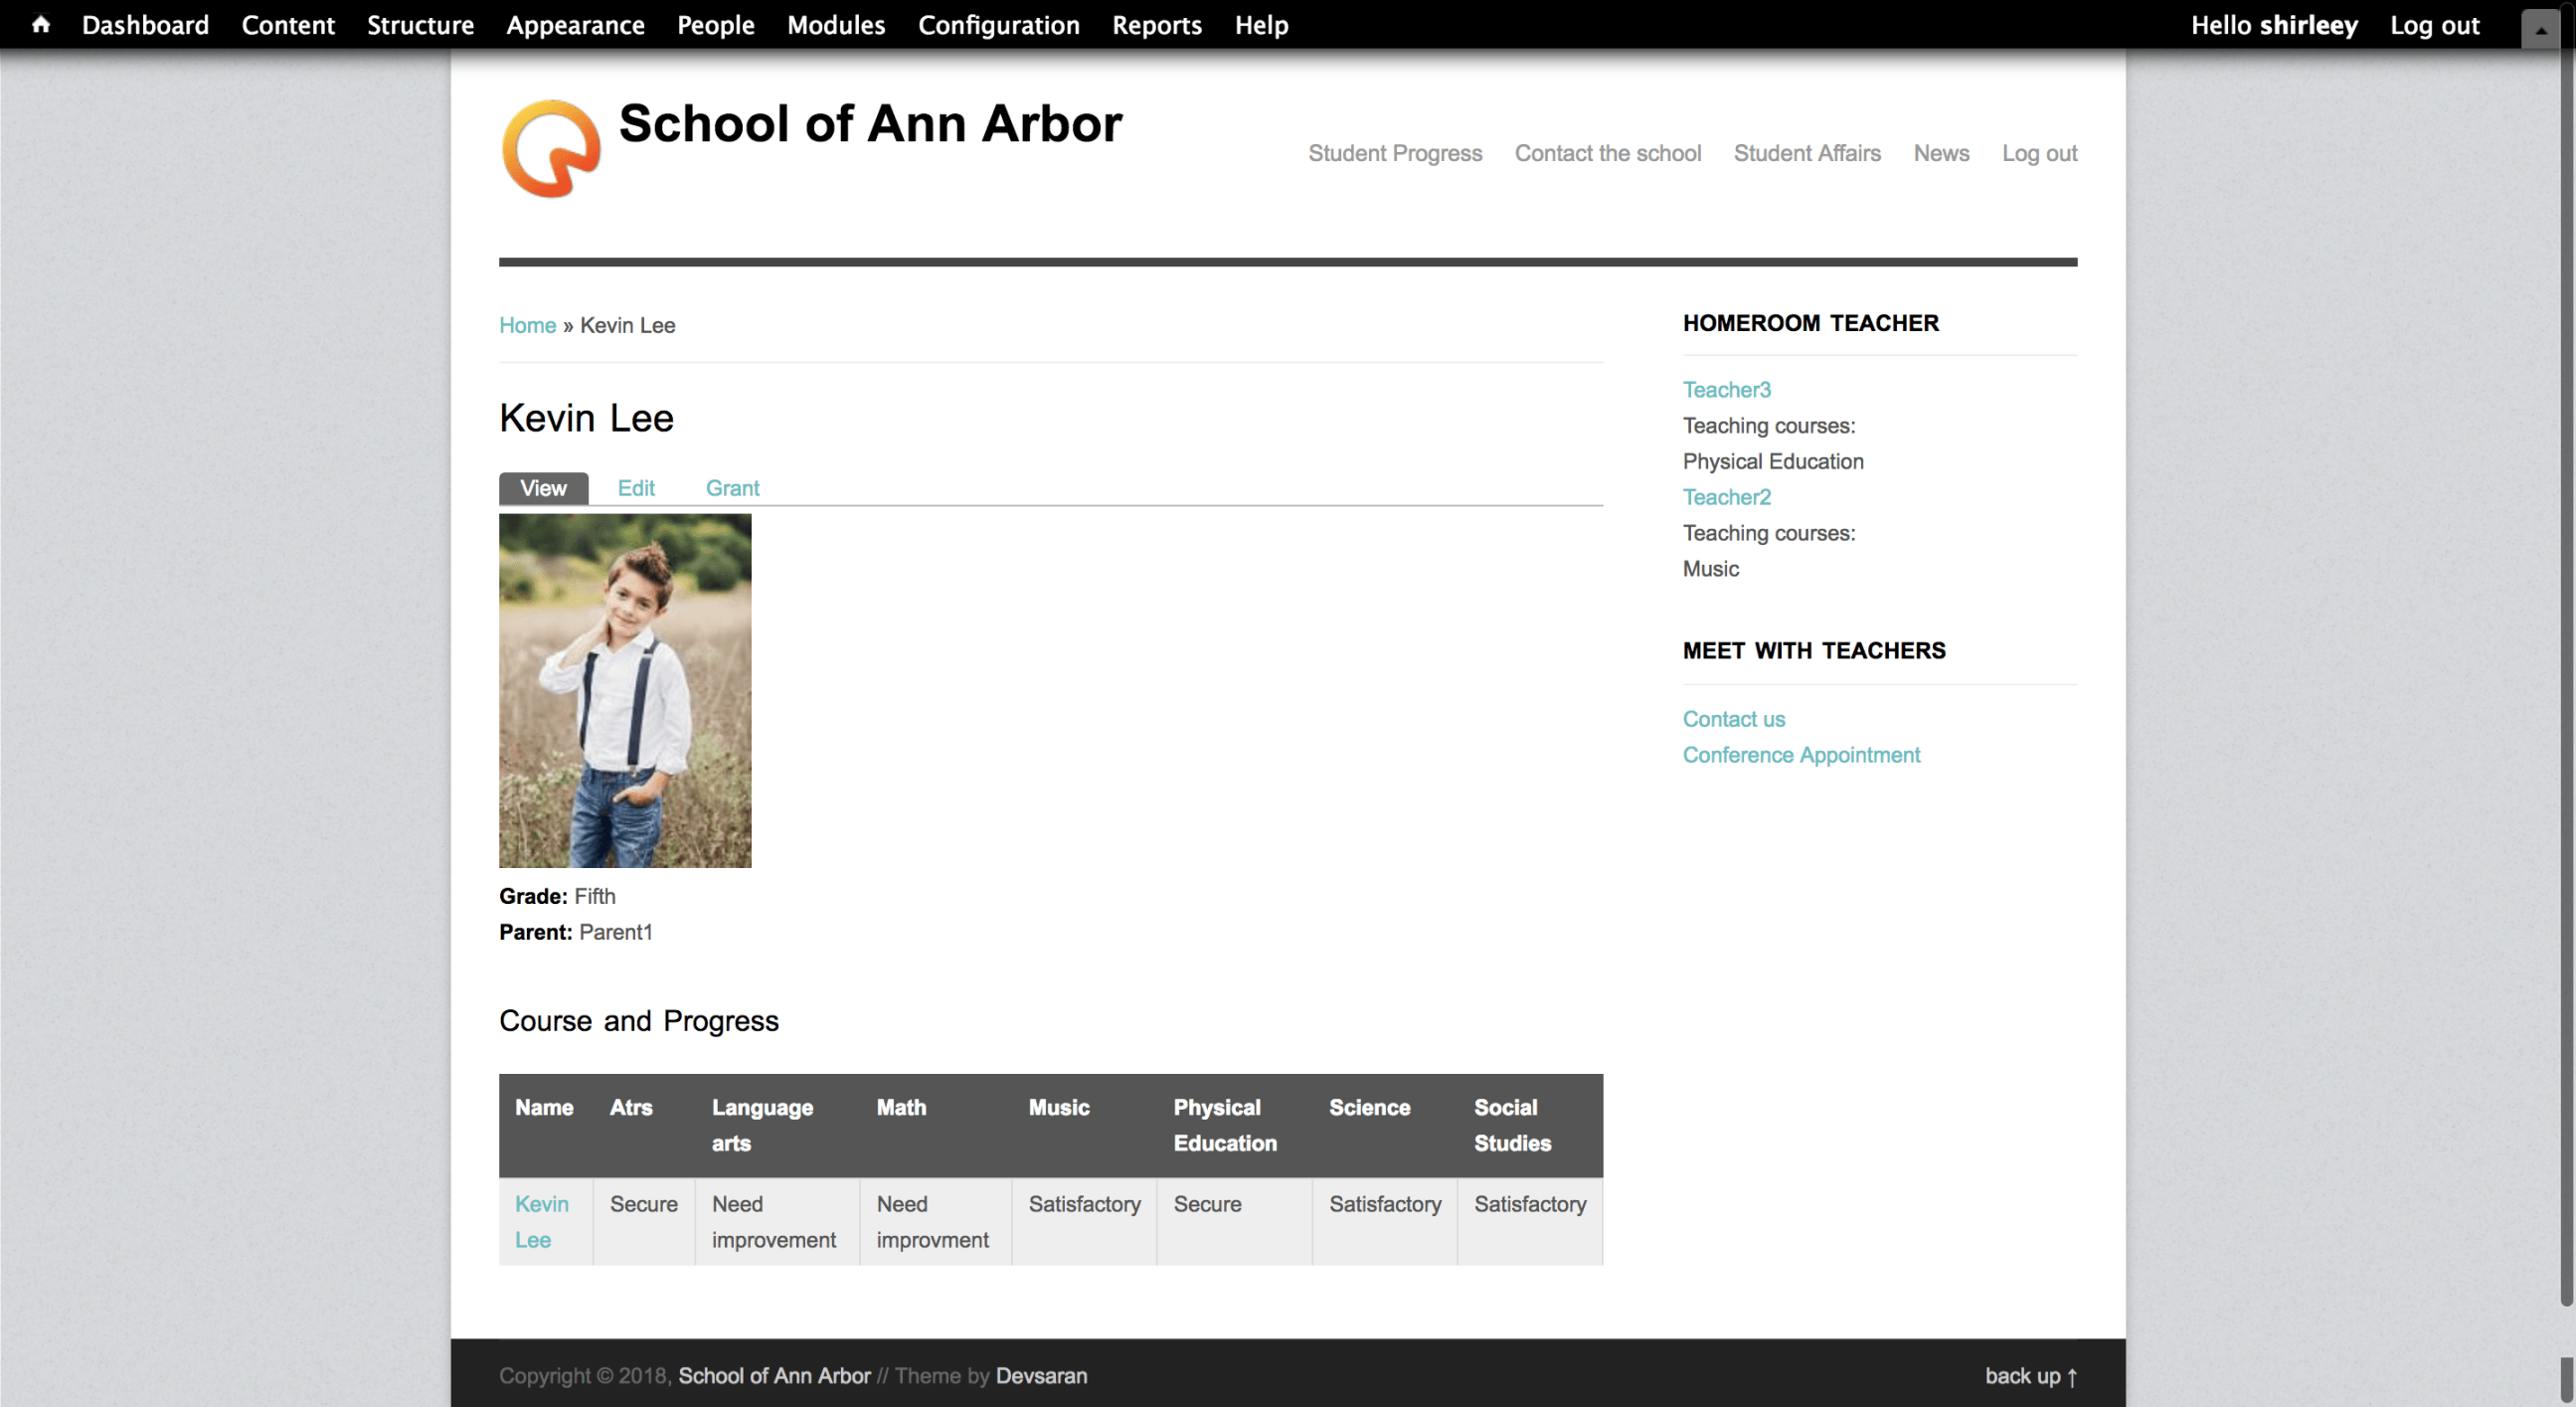 Dashboard Content Structure Appearance People Modules Configuration Reports Help Hello shirleey Log out
School of Ann Arbor
Student Progress Contact the school Student Affairs News Log out
Home » Kevin Lee
Kevin Lee
View Edit Grant
Grade: Fifth
Parent: Parent1
Course and Progress
Name Atrs Language arts Math Music Physical Education Science Social Studies
Kevin Lee Secure Need improvement Need improvment Satisfactory Secure Satisfactory Satisfactory
HOMEROOM TEACHER
Teacher3
Teaching courses:
Physical Education
Teacher2
Teaching courses:
Music
MEET WITH TEACHERS
Contact us
Conference Appointment
Copyright © 2018, School of Ann Arbor // Theme by Devsaran back up ↑